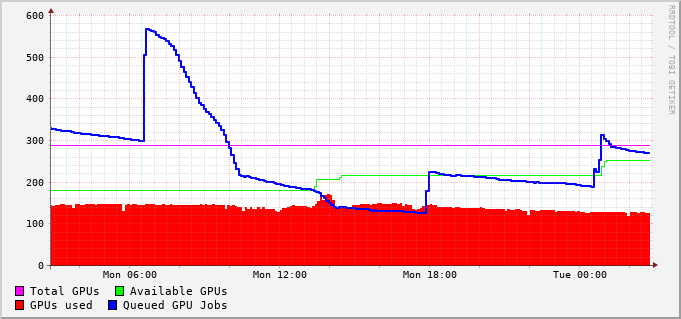 600
500
400
300
200
100
0
Mon 06:00 Mon 12:00 Mon 18:00 Tue 00:00
Total GPUs Available GPUs
GPUs used Queued GPU Jobs
RRDTOOL / TOBI OETIKER